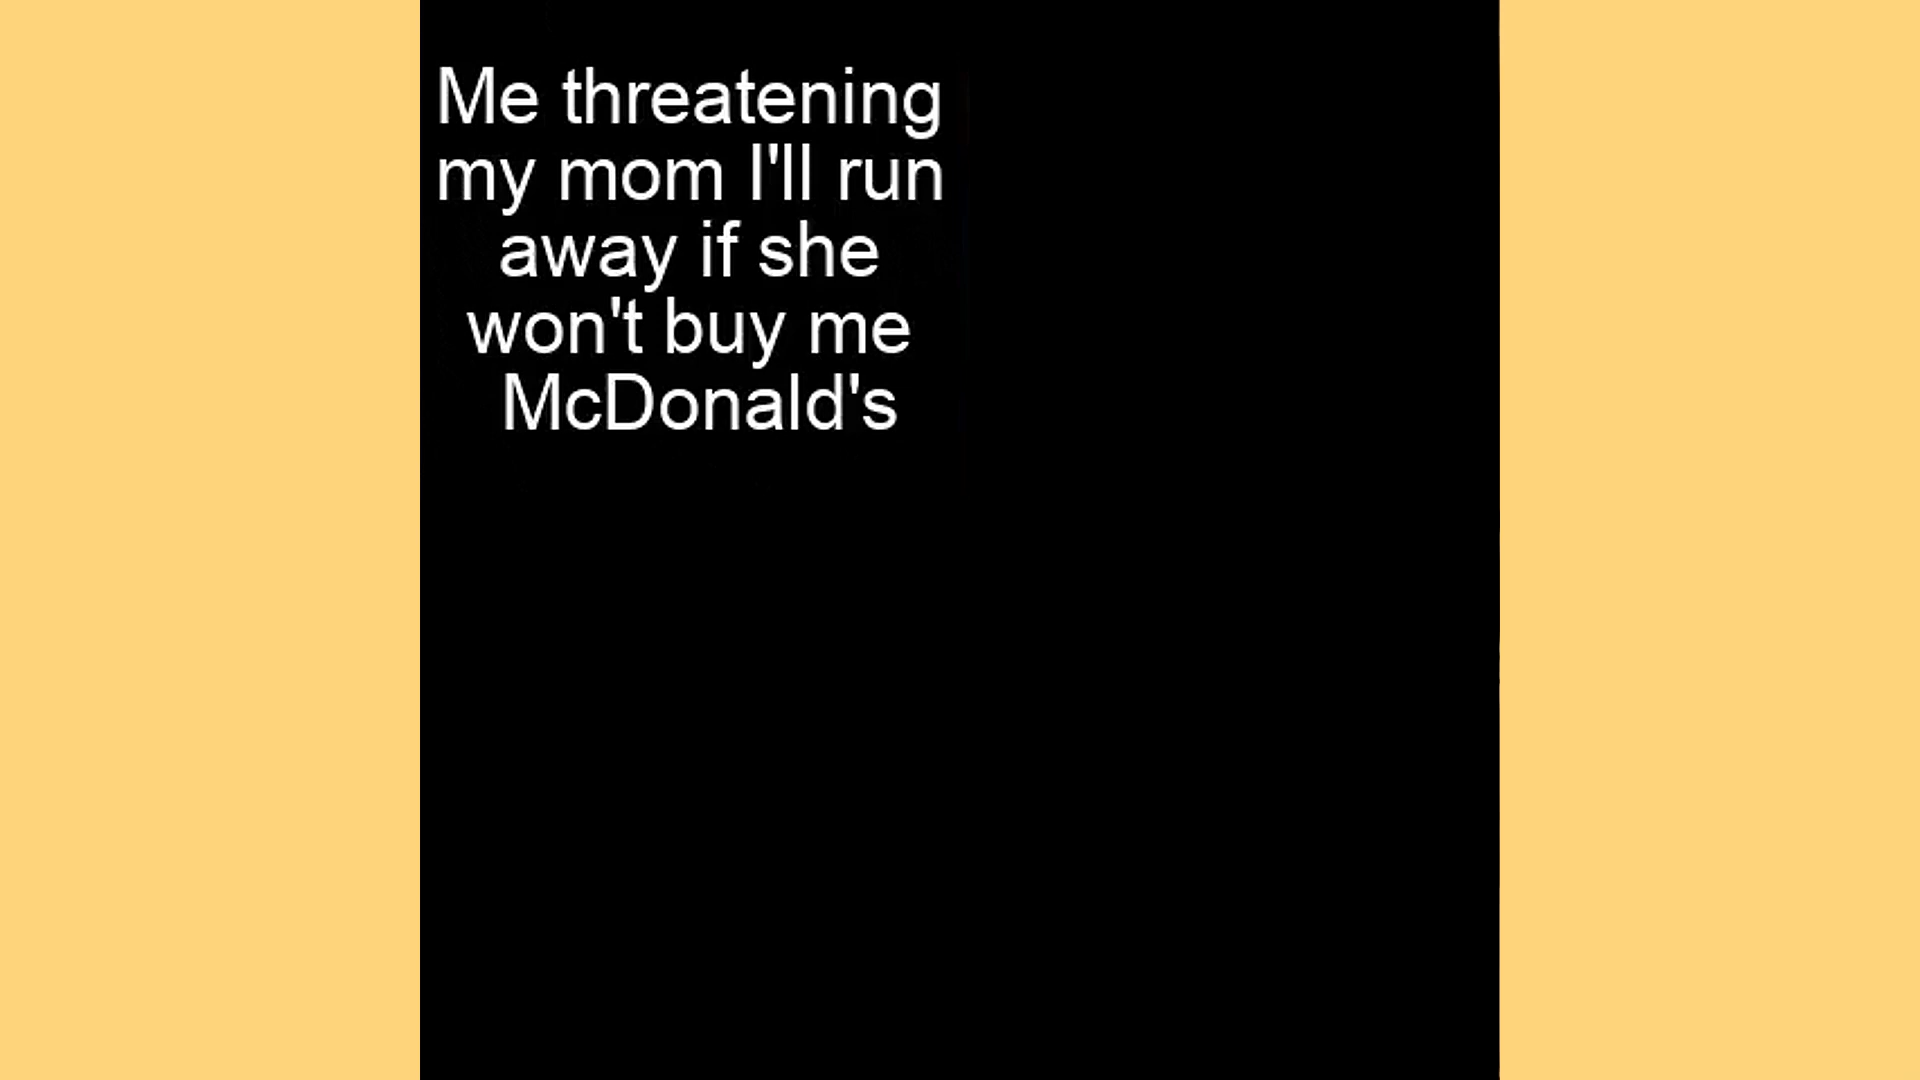 Me threatening
my mom I'll run
away if she
won't buy me
McDonald's